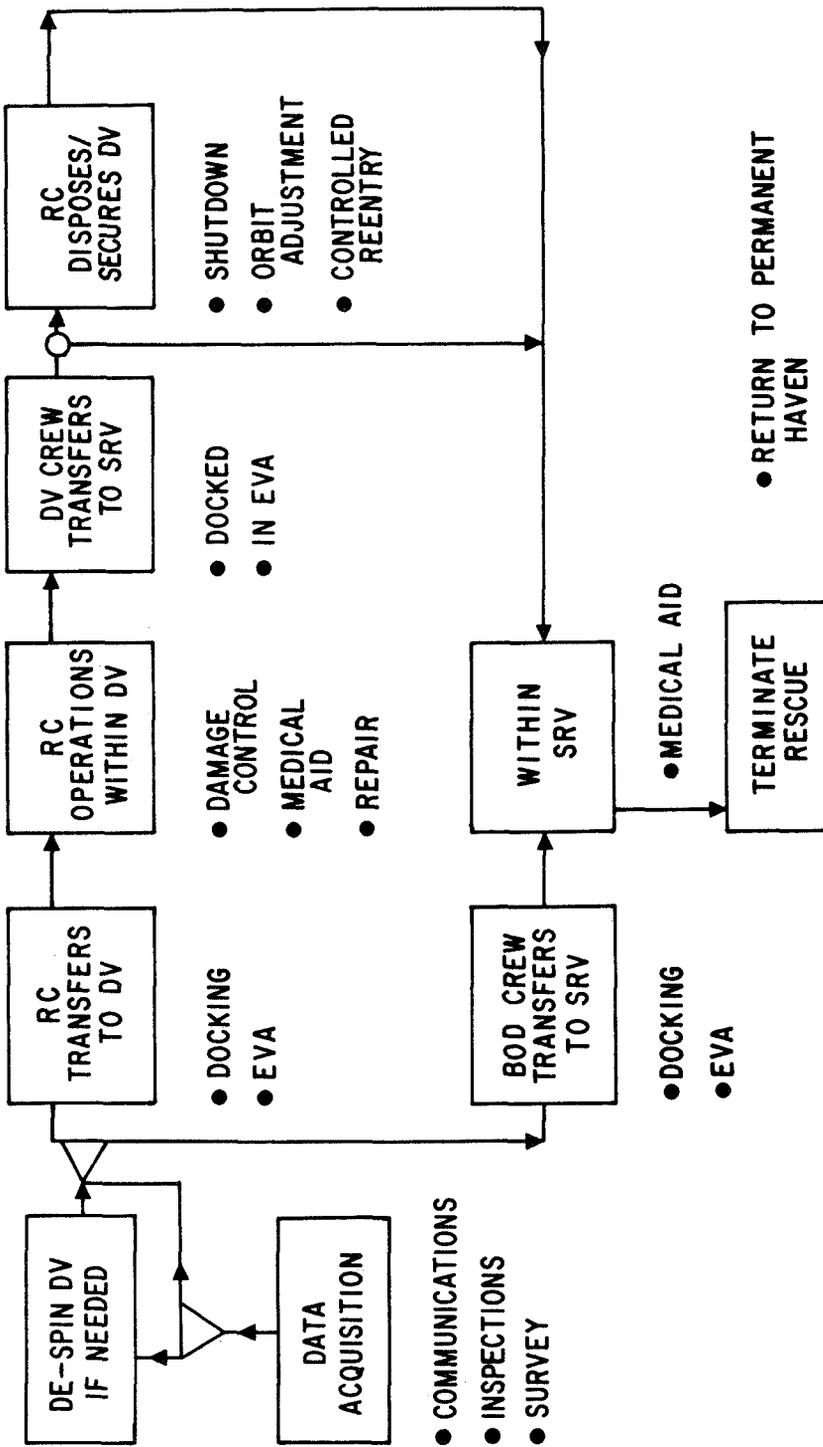 DE-SPIN DV
IF NEEDED
DATA
ACQUISITION
● COMMUNICATIONS
● INSPECTIONS
● SURVEY
RC
TRANSFERS
TO DV
● DOCKING
● EVA
RC
OPERATIONS
WITHIN DV
● DAMAGE
CONTROL
● MEDICAL
AID
● REPAIR
DV CREW
TRANSFERS
TO SRV
● DOCKED
● IN EVA
RC
DISPOSES/
SECURES DV
● SHUTDOWN
● ORBIT
ADJUSTMENT
● CONTROLLED
REENTRY
BOD CREW
TRANSFERS
TO SRV
● DOCKING
● EVA
WITHIN
SRV
● MEDICAL AID
TERMINATE
RESCUE
● RETURN TO PERMANENT
HAVEN